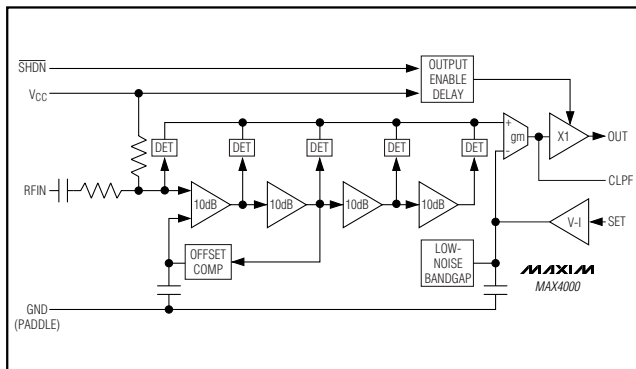 SHDN
VCC
OUTPUT
ENABLE
DELAY
DET
DET
DET
DET
DET
+
gm
-
X1
OUT
CLPF
RFIN
10dB
10dB
10dB
10dB
V-I
SET
OFFSET
COMP
LOW-
NOISE
BANDGAP
MAXIM
MAX4000
GND
(PADDLE)